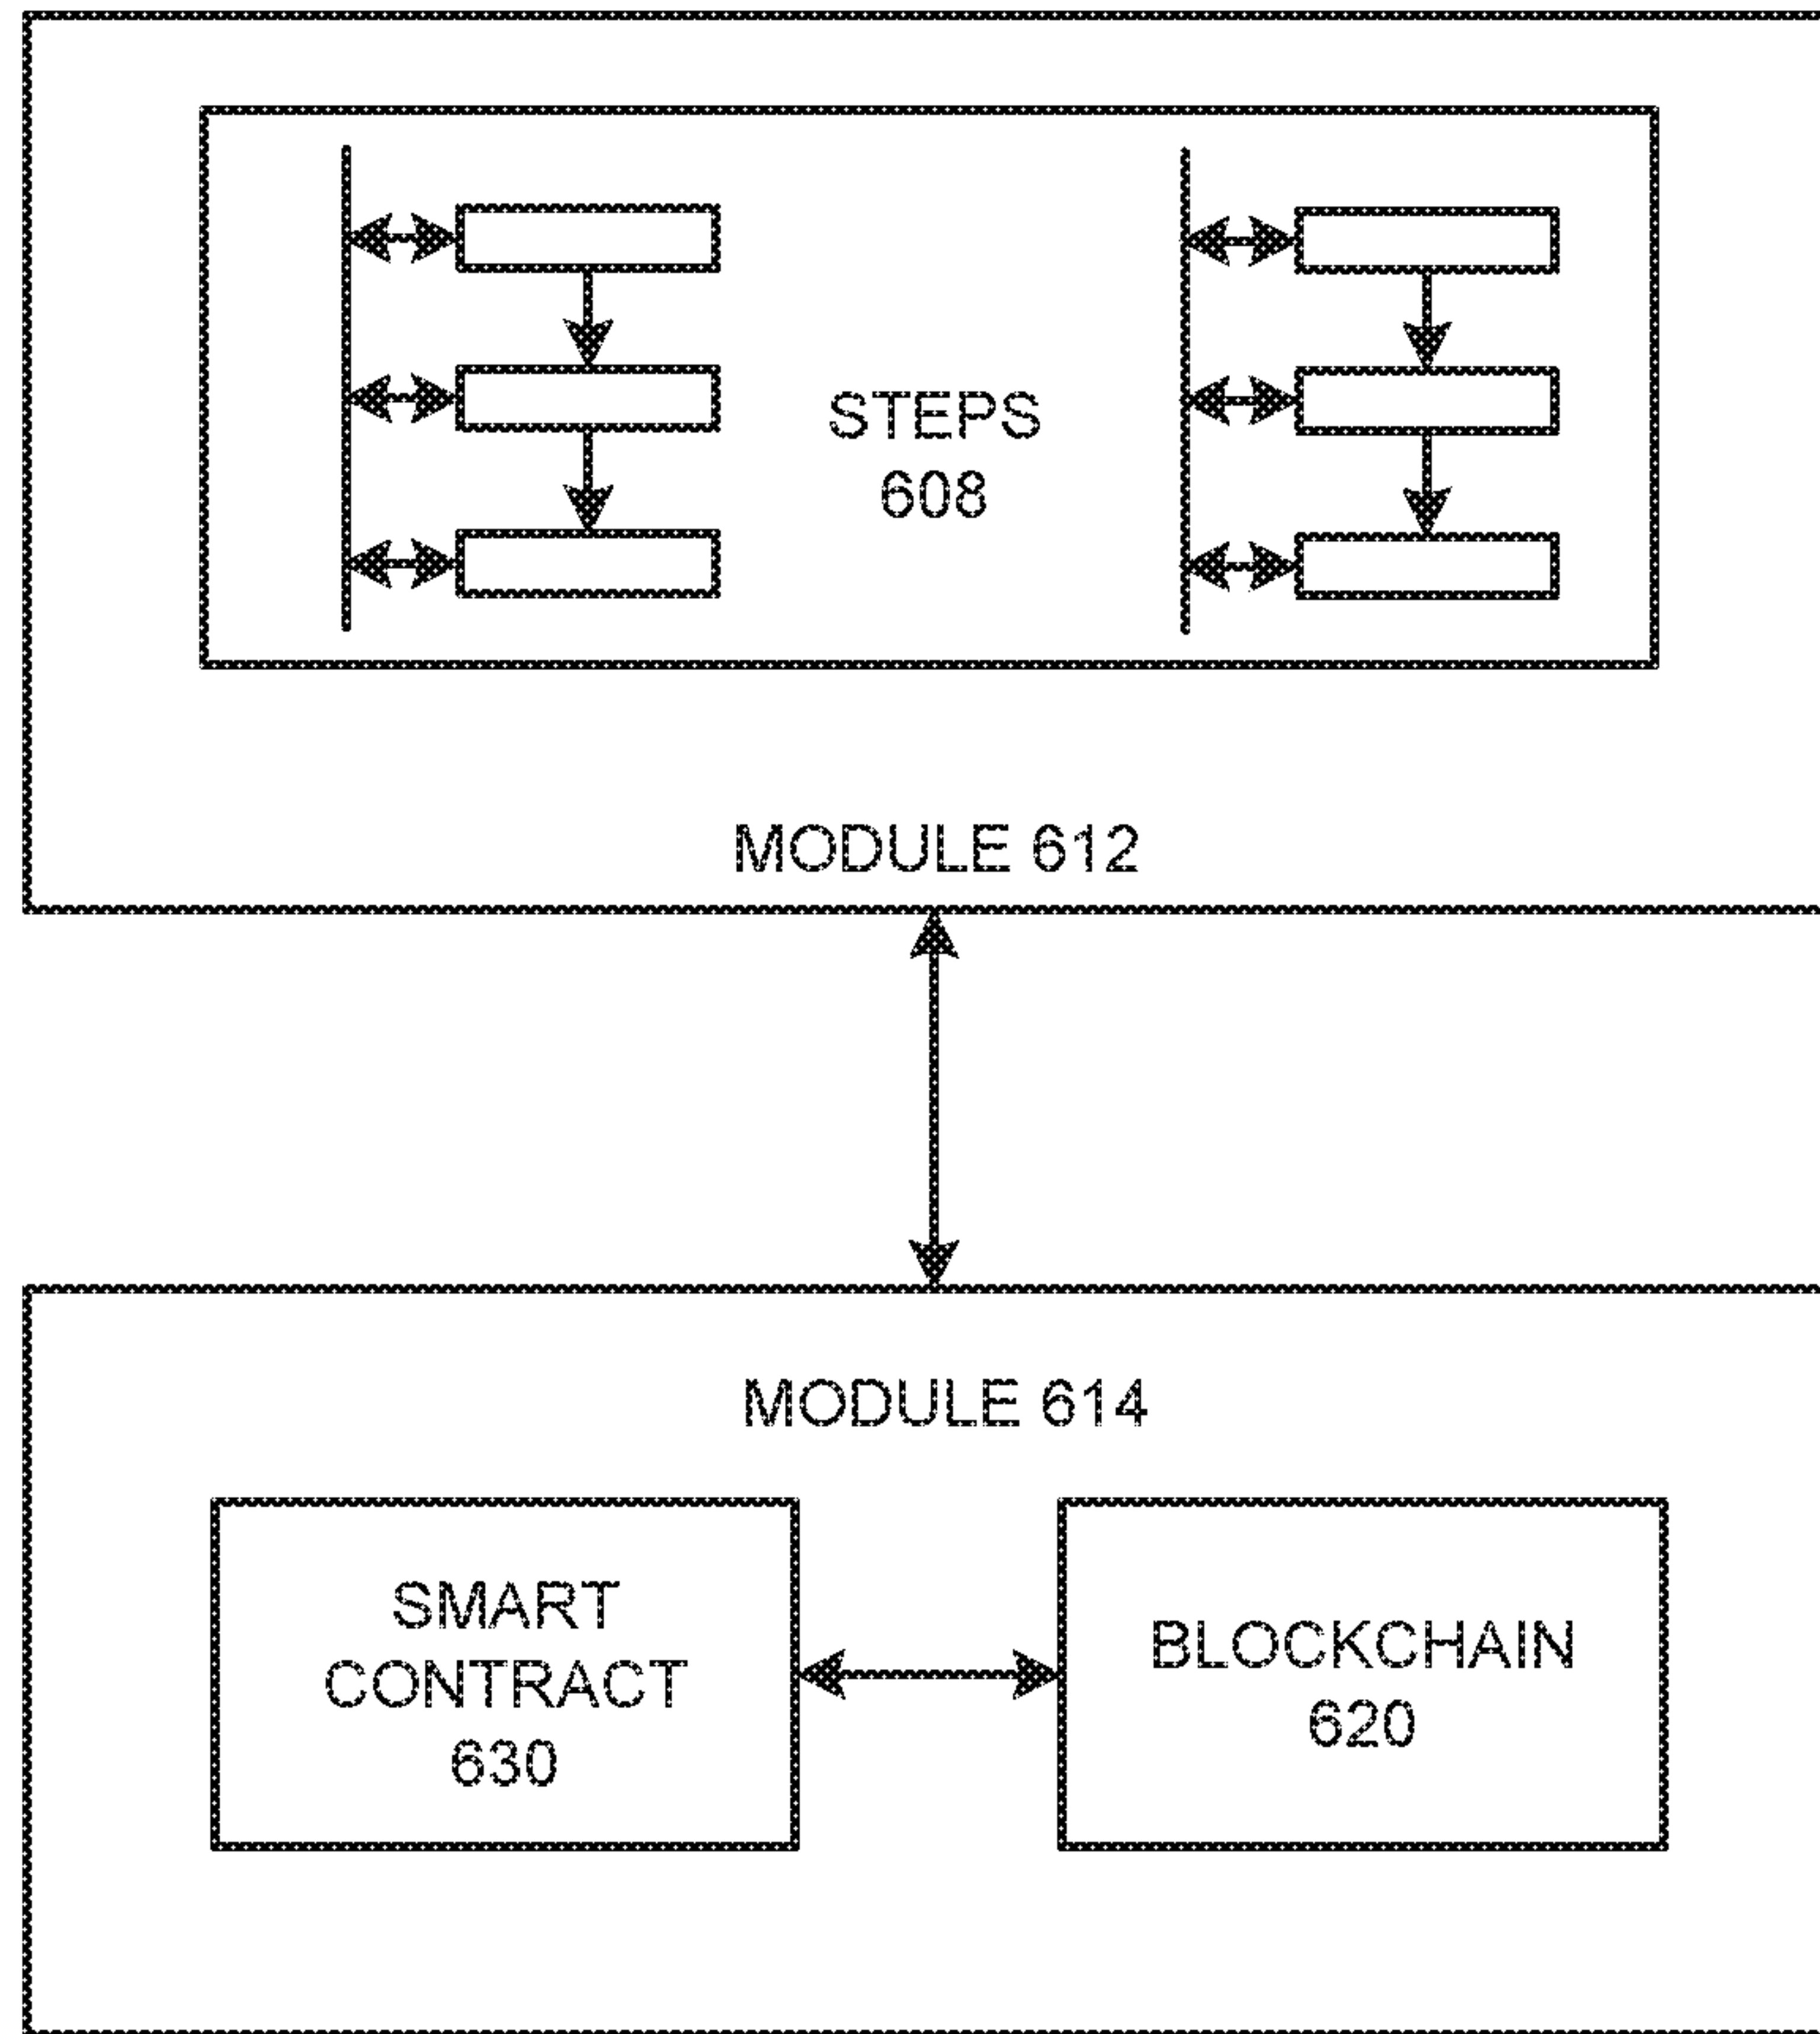 STEPS
608
MODULE 612
MODULE 614
SMART
CONTRACT
630
BLOCKCHAIN
620